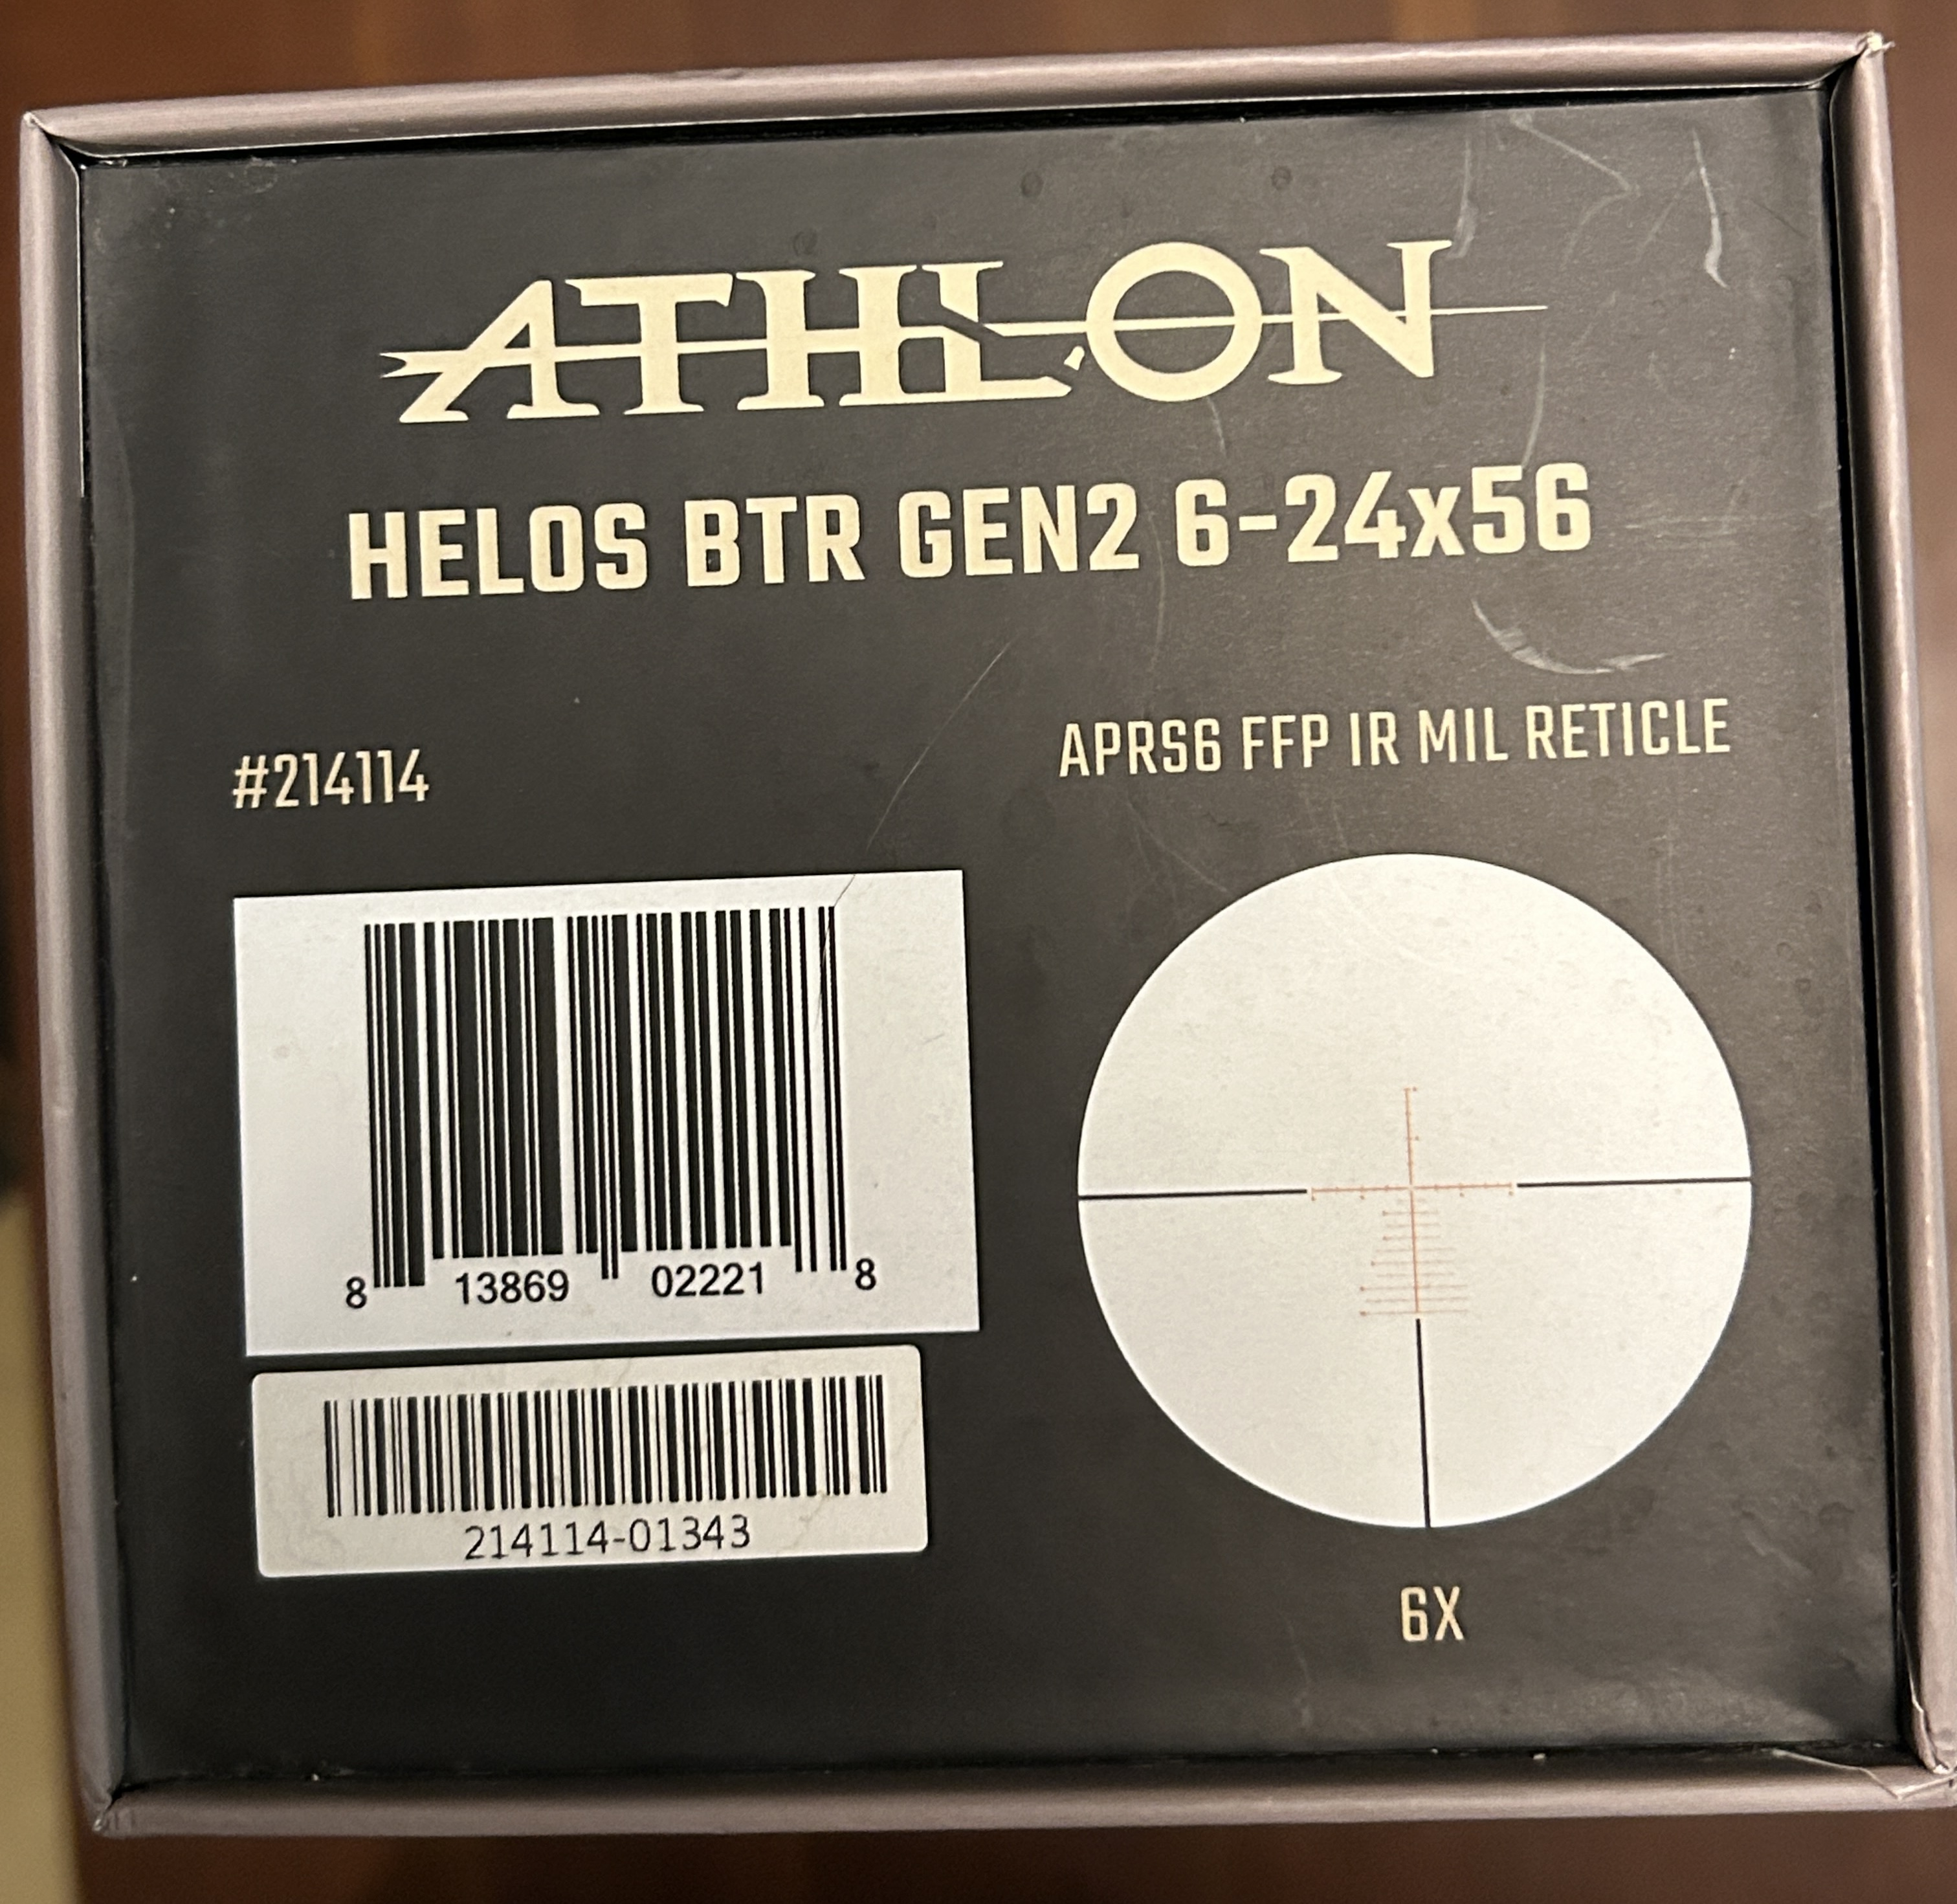 ATHLON
HELOS BTR GEN2 6-24x56
#214114
APRS6 FFP IR MIL RETICLE
8 13869 02221 8
214114-01343
6X